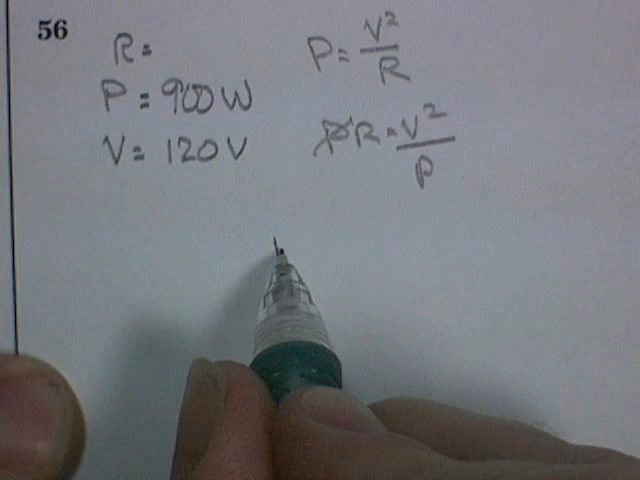 56
R =
P = 900 W
V = 120 V
P = V²/R
R = V²/P